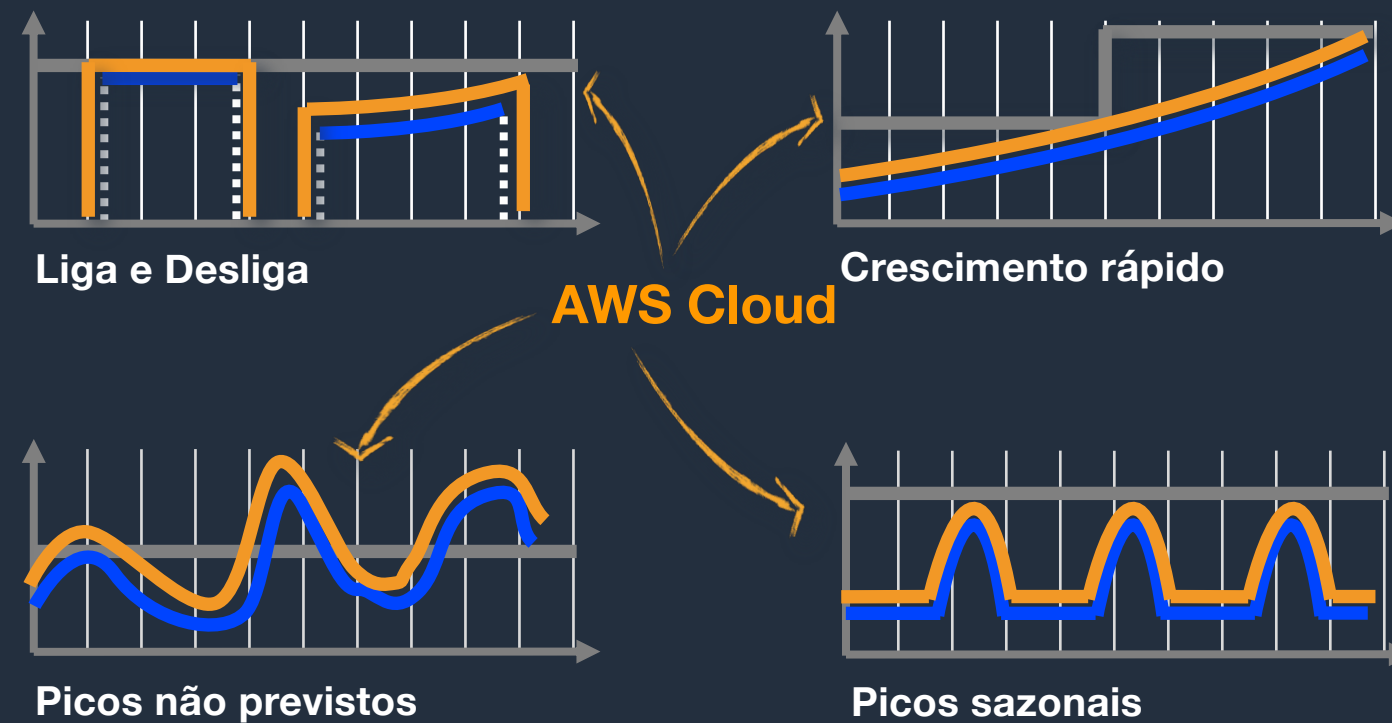 Liga e Desliga
Crescimento rápido
AWS Cloud
Picos não previstos
Picos sazonais